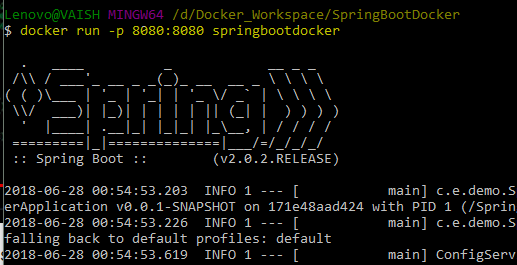 Lenovo@VAISH MINGW64 /d/Docker_Workspace/SpringBootDocker
$ docker run -p 8080:8080 springbootdocker
  .   ____          _            __ _ _
 /\\ / ___'_ __ _ _(_)_ __  __ _ \ \ \ \
( ( )\___ | '_ | '_| | '_ \/ _` | \ \ \ \
 \\/  ___)| |_)| | | | | || (_| |  ) ) ) )
  '  |____| .__|_| |_|_| |_\__, | / / / /
 =========|_|==============|___/=/_/_/_/
 :: Spring Boot ::        (v2.0.2.RELEASE)
2018-06-28 00:54:53.203  INFO 1 --- [           main] c.e.demo.S
erApplication v0.0.1-SNAPSHOT on 171e48aad424 with PID 1 (/Sprin
2018-06-28 00:54:53.226  INFO 1 --- [           main] c.e.demo.S
falling back to default profiles: default
2018-06-28 00:54:53.619  INFO 1 --- [           main] ConfigServ